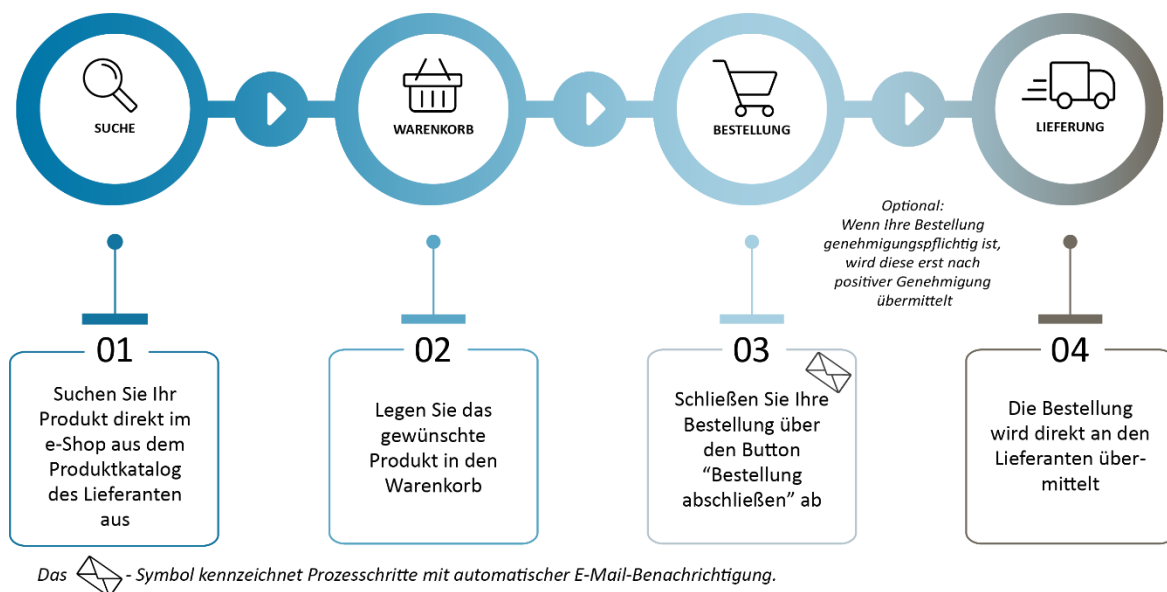 SUCHE
WARENKORB
BESTELLUNG
LIEFERUNG
Optional:
Wenn Ihre Bestellung
genehmigungspflichtig ist,
wird diese erst nach
positiver Genehmigung
übermittelt
01
Suchen Sie Ihr
Produkt direkt im
e-Shop aus dem
Produktkatalog
des Lieferanten
aus
02
Legen Sie das
gewünschte
Produkt in den
Warenkorb
03
Schließen Sie Ihre
Bestellung über
den Button
“Bestellung
abschließen” ab
04
Die Bestellung
wird direkt an den
Lieferanten über-
mittelt
Das - Symbol kennzeichnet Prozesschritte mit automatischer E-Mail-Benachrichtigung.